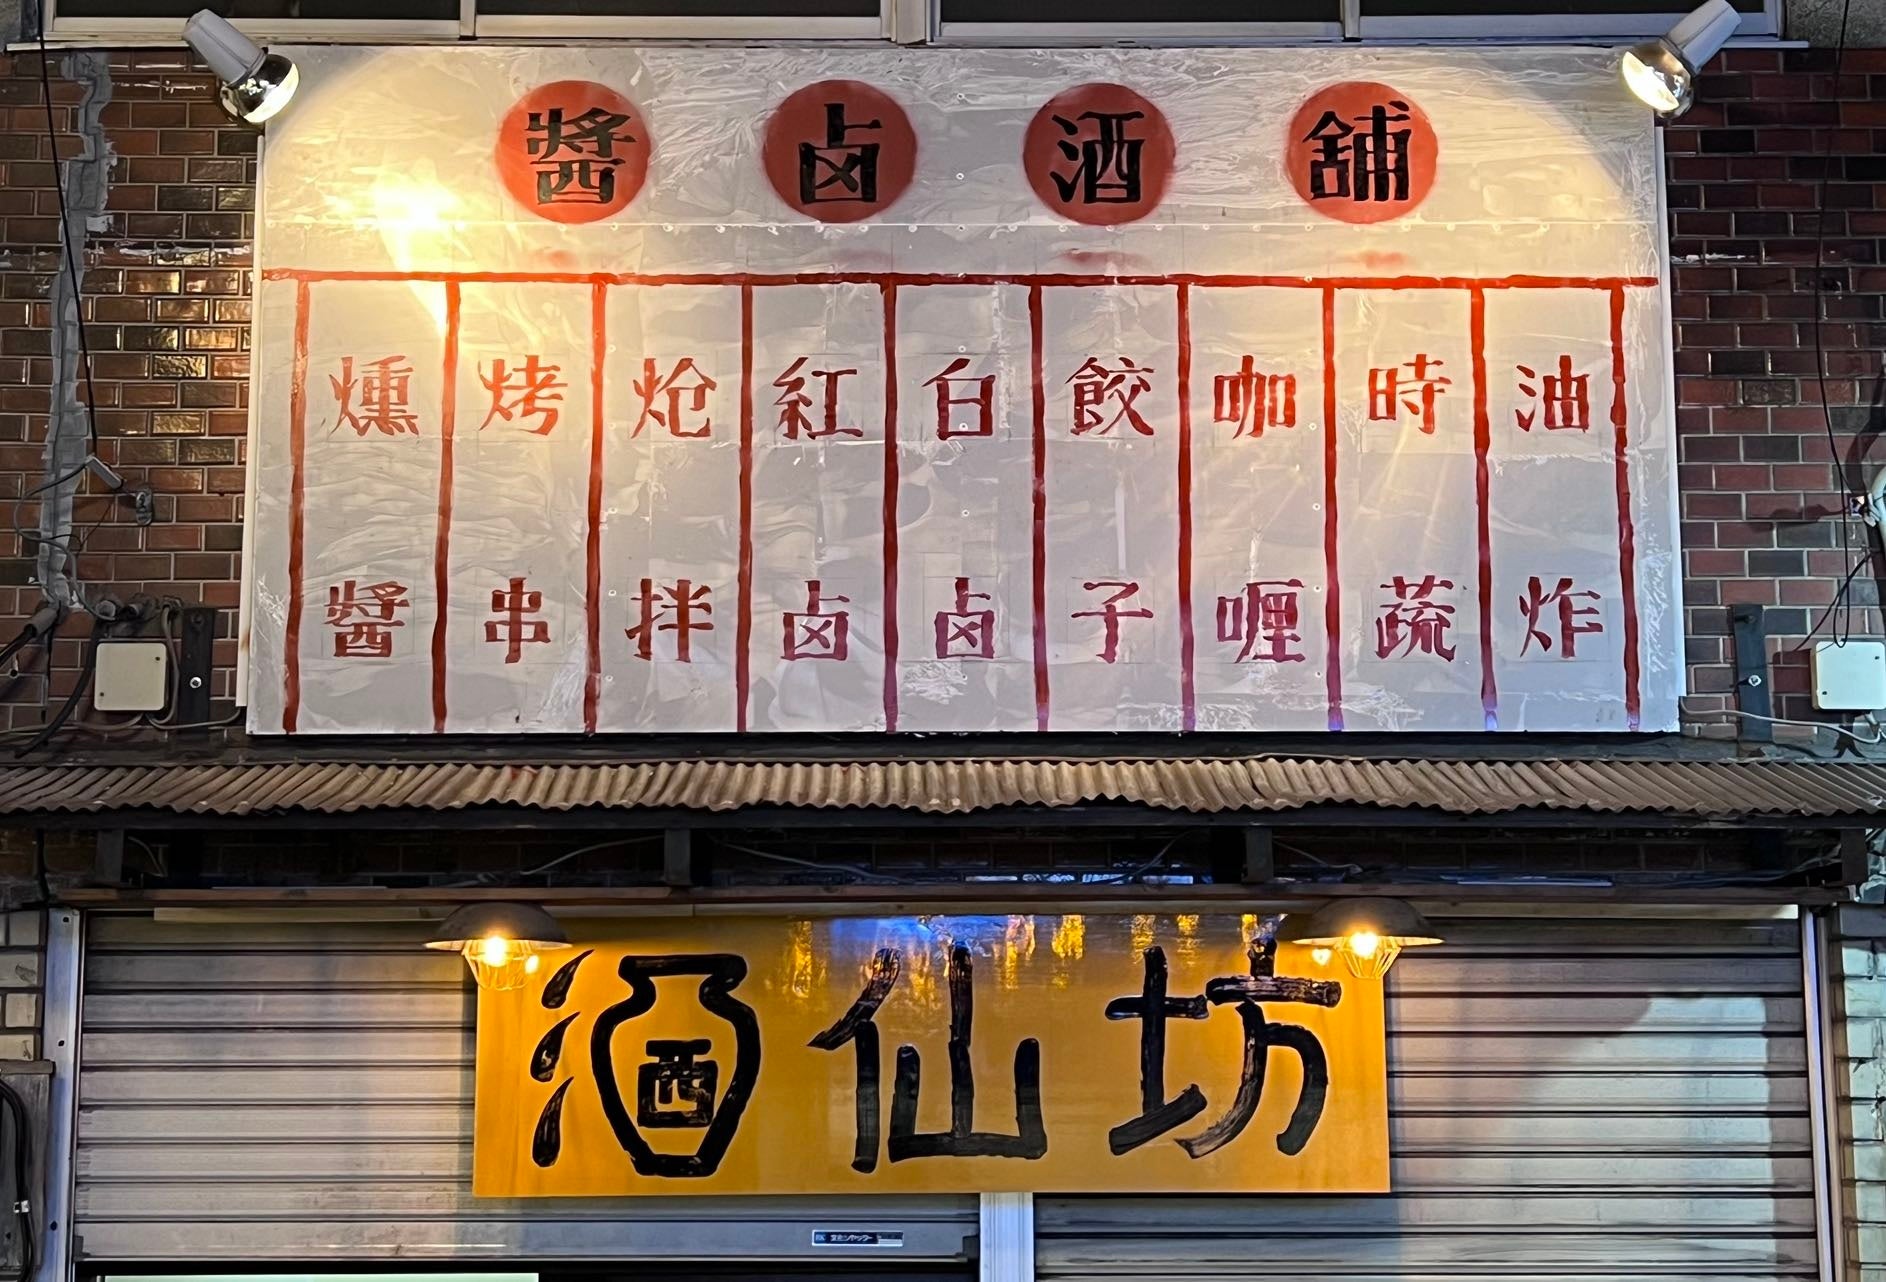 醬卤酒舖
燻醬
烤串
炝拌
紅卤
白卤
餃子
咖喱
時蔬
油炸
酒仙坊